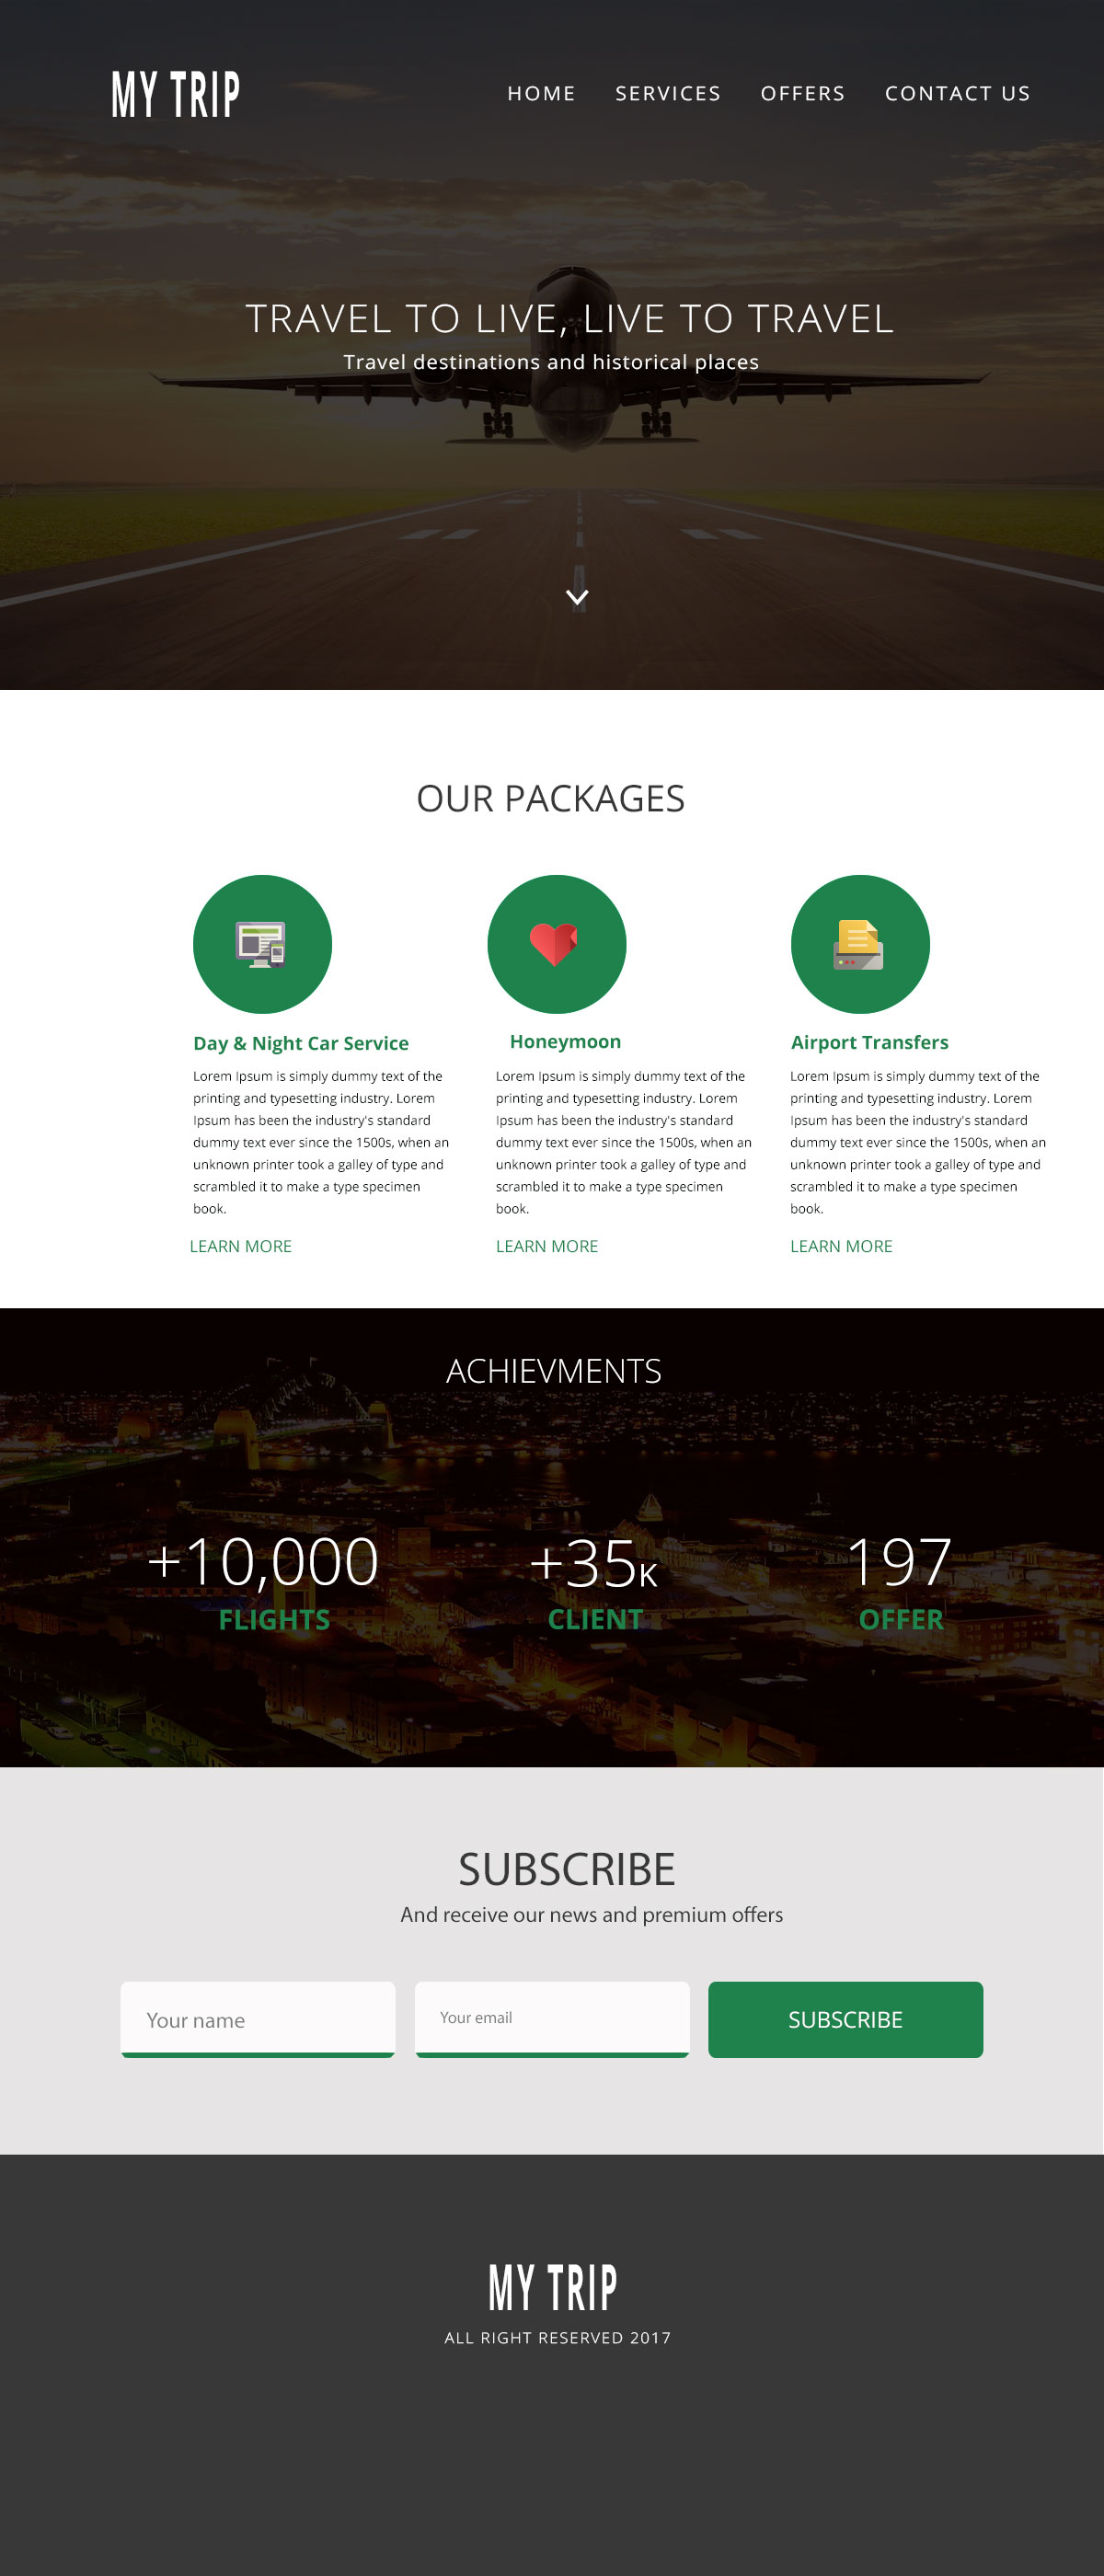 MY TRIP
HOME SERVICES OFFERS CONTACT US
TRAVEL TO LIVE, LIVE TO TRAVEL
Travel destinations and historical places
OUR PACKAGES
Day & Night Car Service
Lorem Ipsum is simply dummy text of the
printing and typesetting industry. Lorem
Ipsum has been the industry's standard
dummy text ever since the 1500s, when an
unknown printer took a galley of type and
scrambled it to make a type specimen
book.
LEARN MORE
Honeymoon
Lorem Ipsum is simply dummy text of the
printing and typesetting industry. Lorem
Ipsum has been the industry's standard
dummy text ever since the 1500s, when an
unknown printer took a galley of type and
scrambled it to make a type specimen
book.
LEARN MORE
Airport Transfers
Lorem Ipsum is simply dummy text of the
printing and typesetting industry. Lorem
Ipsum has been the industry's standard
dummy text ever since the 1500s, when an
unknown printer took a galley of type and
scrambled it to make a type specimen
book.
LEARN MORE
ACHIEVMENTS
+10,000
FLIGHTS
+35K
CLIENT
197
OFFER
SUBSCRIBE
And receive our news and premium offers
Your name
Your email
SUBSCRIBE
MY TRIP
ALL RIGHT RESERVED 2017